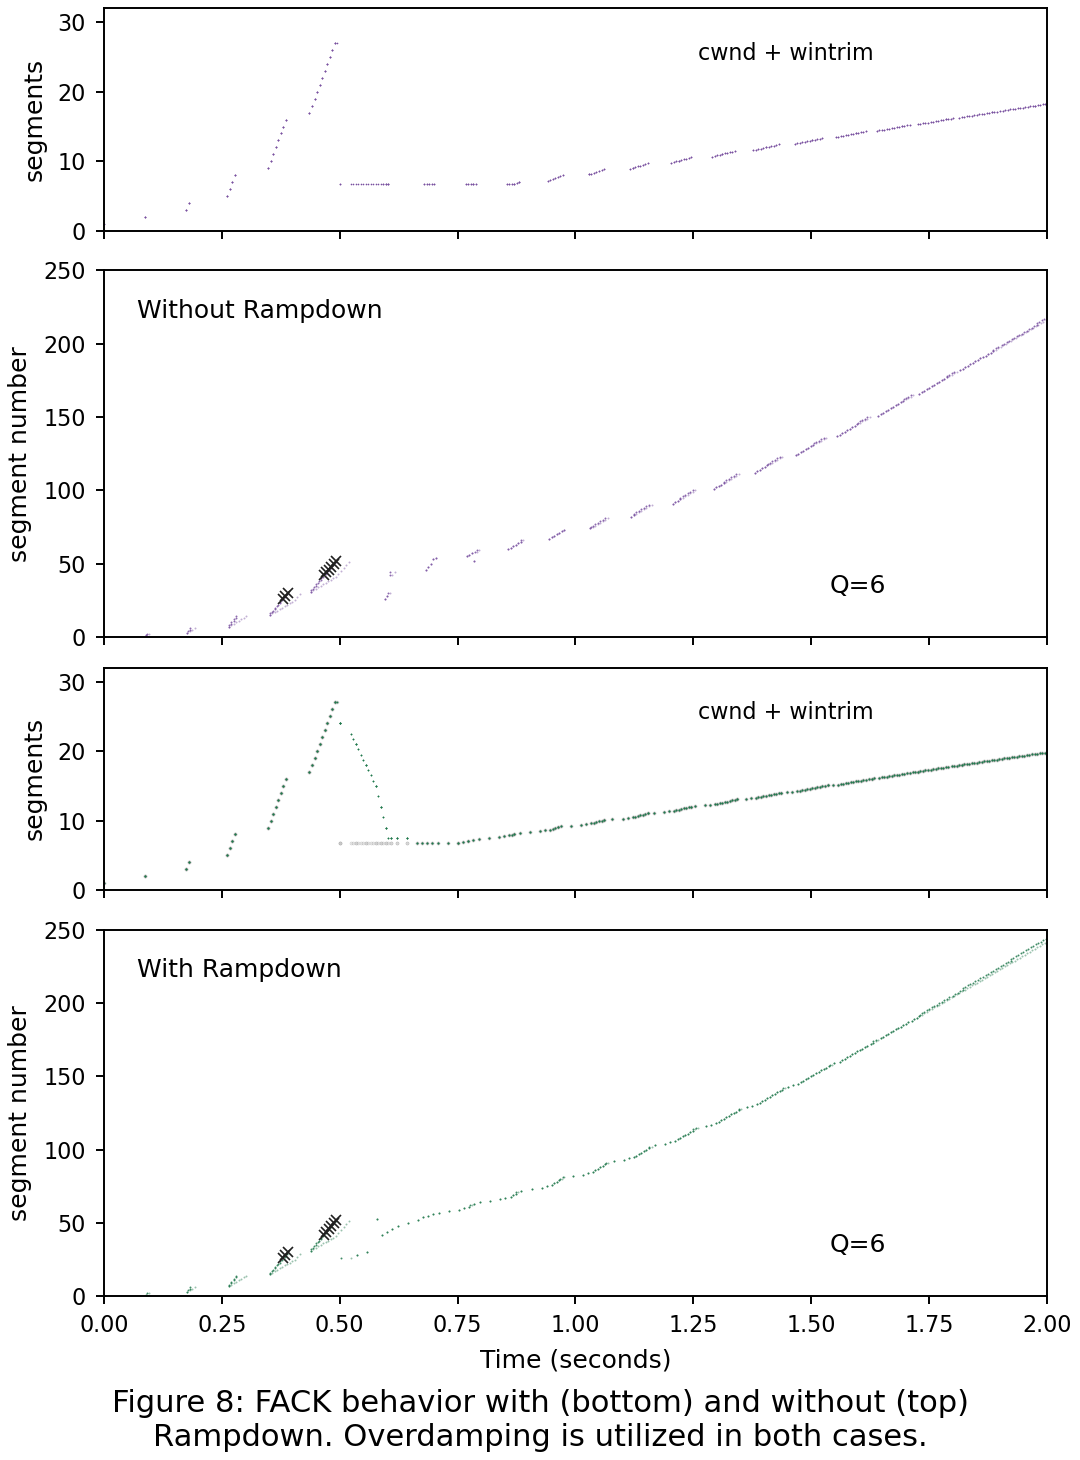 30
cwnd + wintrim
20
10
0
segments
250
Without Rampdown
200
150
100
50
Q=6
0
segment number
30
cwnd + wintrim
20
10
0
segments
250
With Rampdown
200
150
100
50
Q=6
0
segment number
0.00 0.25 0.50 0.75 1.00 1.25 1.50 1.75 2.00
Time (seconds)
Figure 8: FACK behavior with (bottom) and without (top)
Rampdown. Overdamping is utilized in both cases.